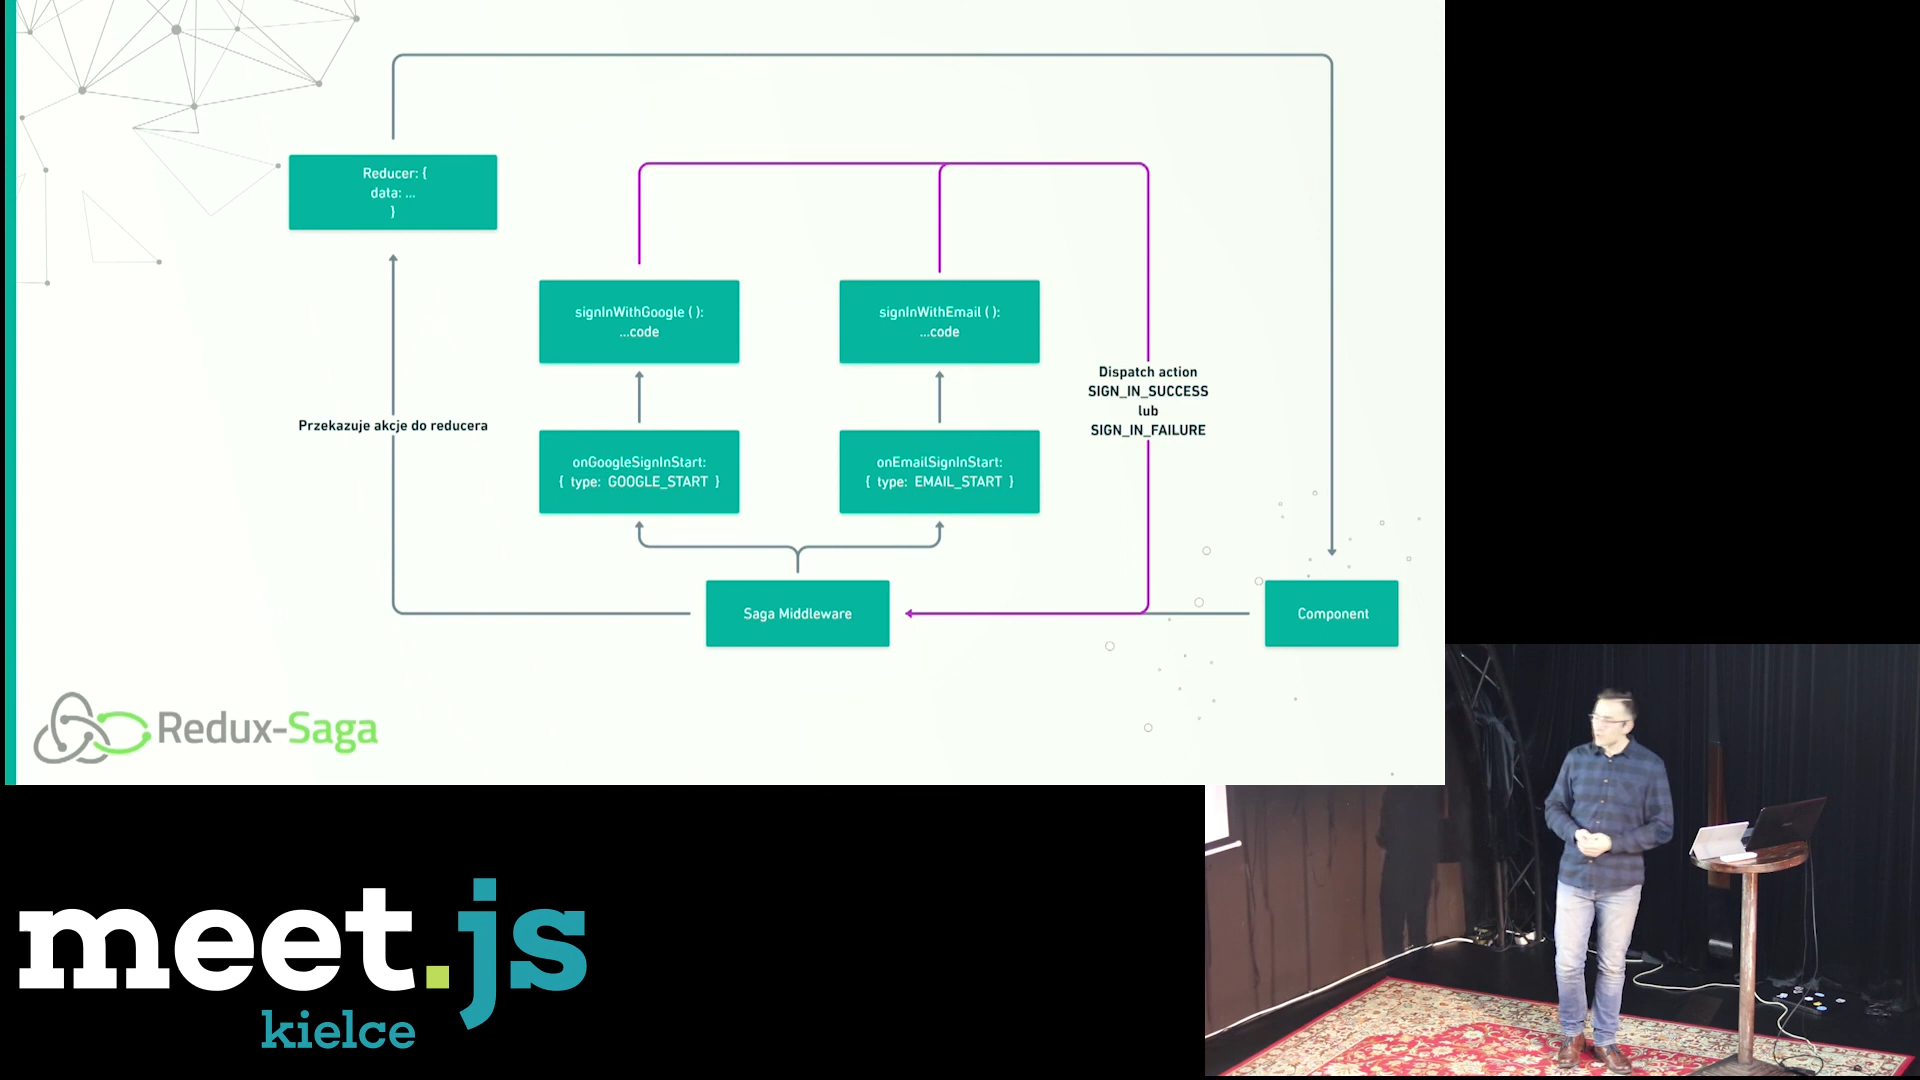 Reducer: {
data: ...
}
signInWithGoogle ( ):
...code
signInWithEmail ( ):
...code
Dispatch action
SIGN_IN_SUCCESS
lub
SIGN_IN_FAILURE
Przekazuje akcje do reducera
onGoogleSignInStart:
{ type: GOOGLE_START }
onEmailSignInStart:
{ type: EMAIL_START }
Saga Middleware
Component
Redux-Saga
meet.js
kielce